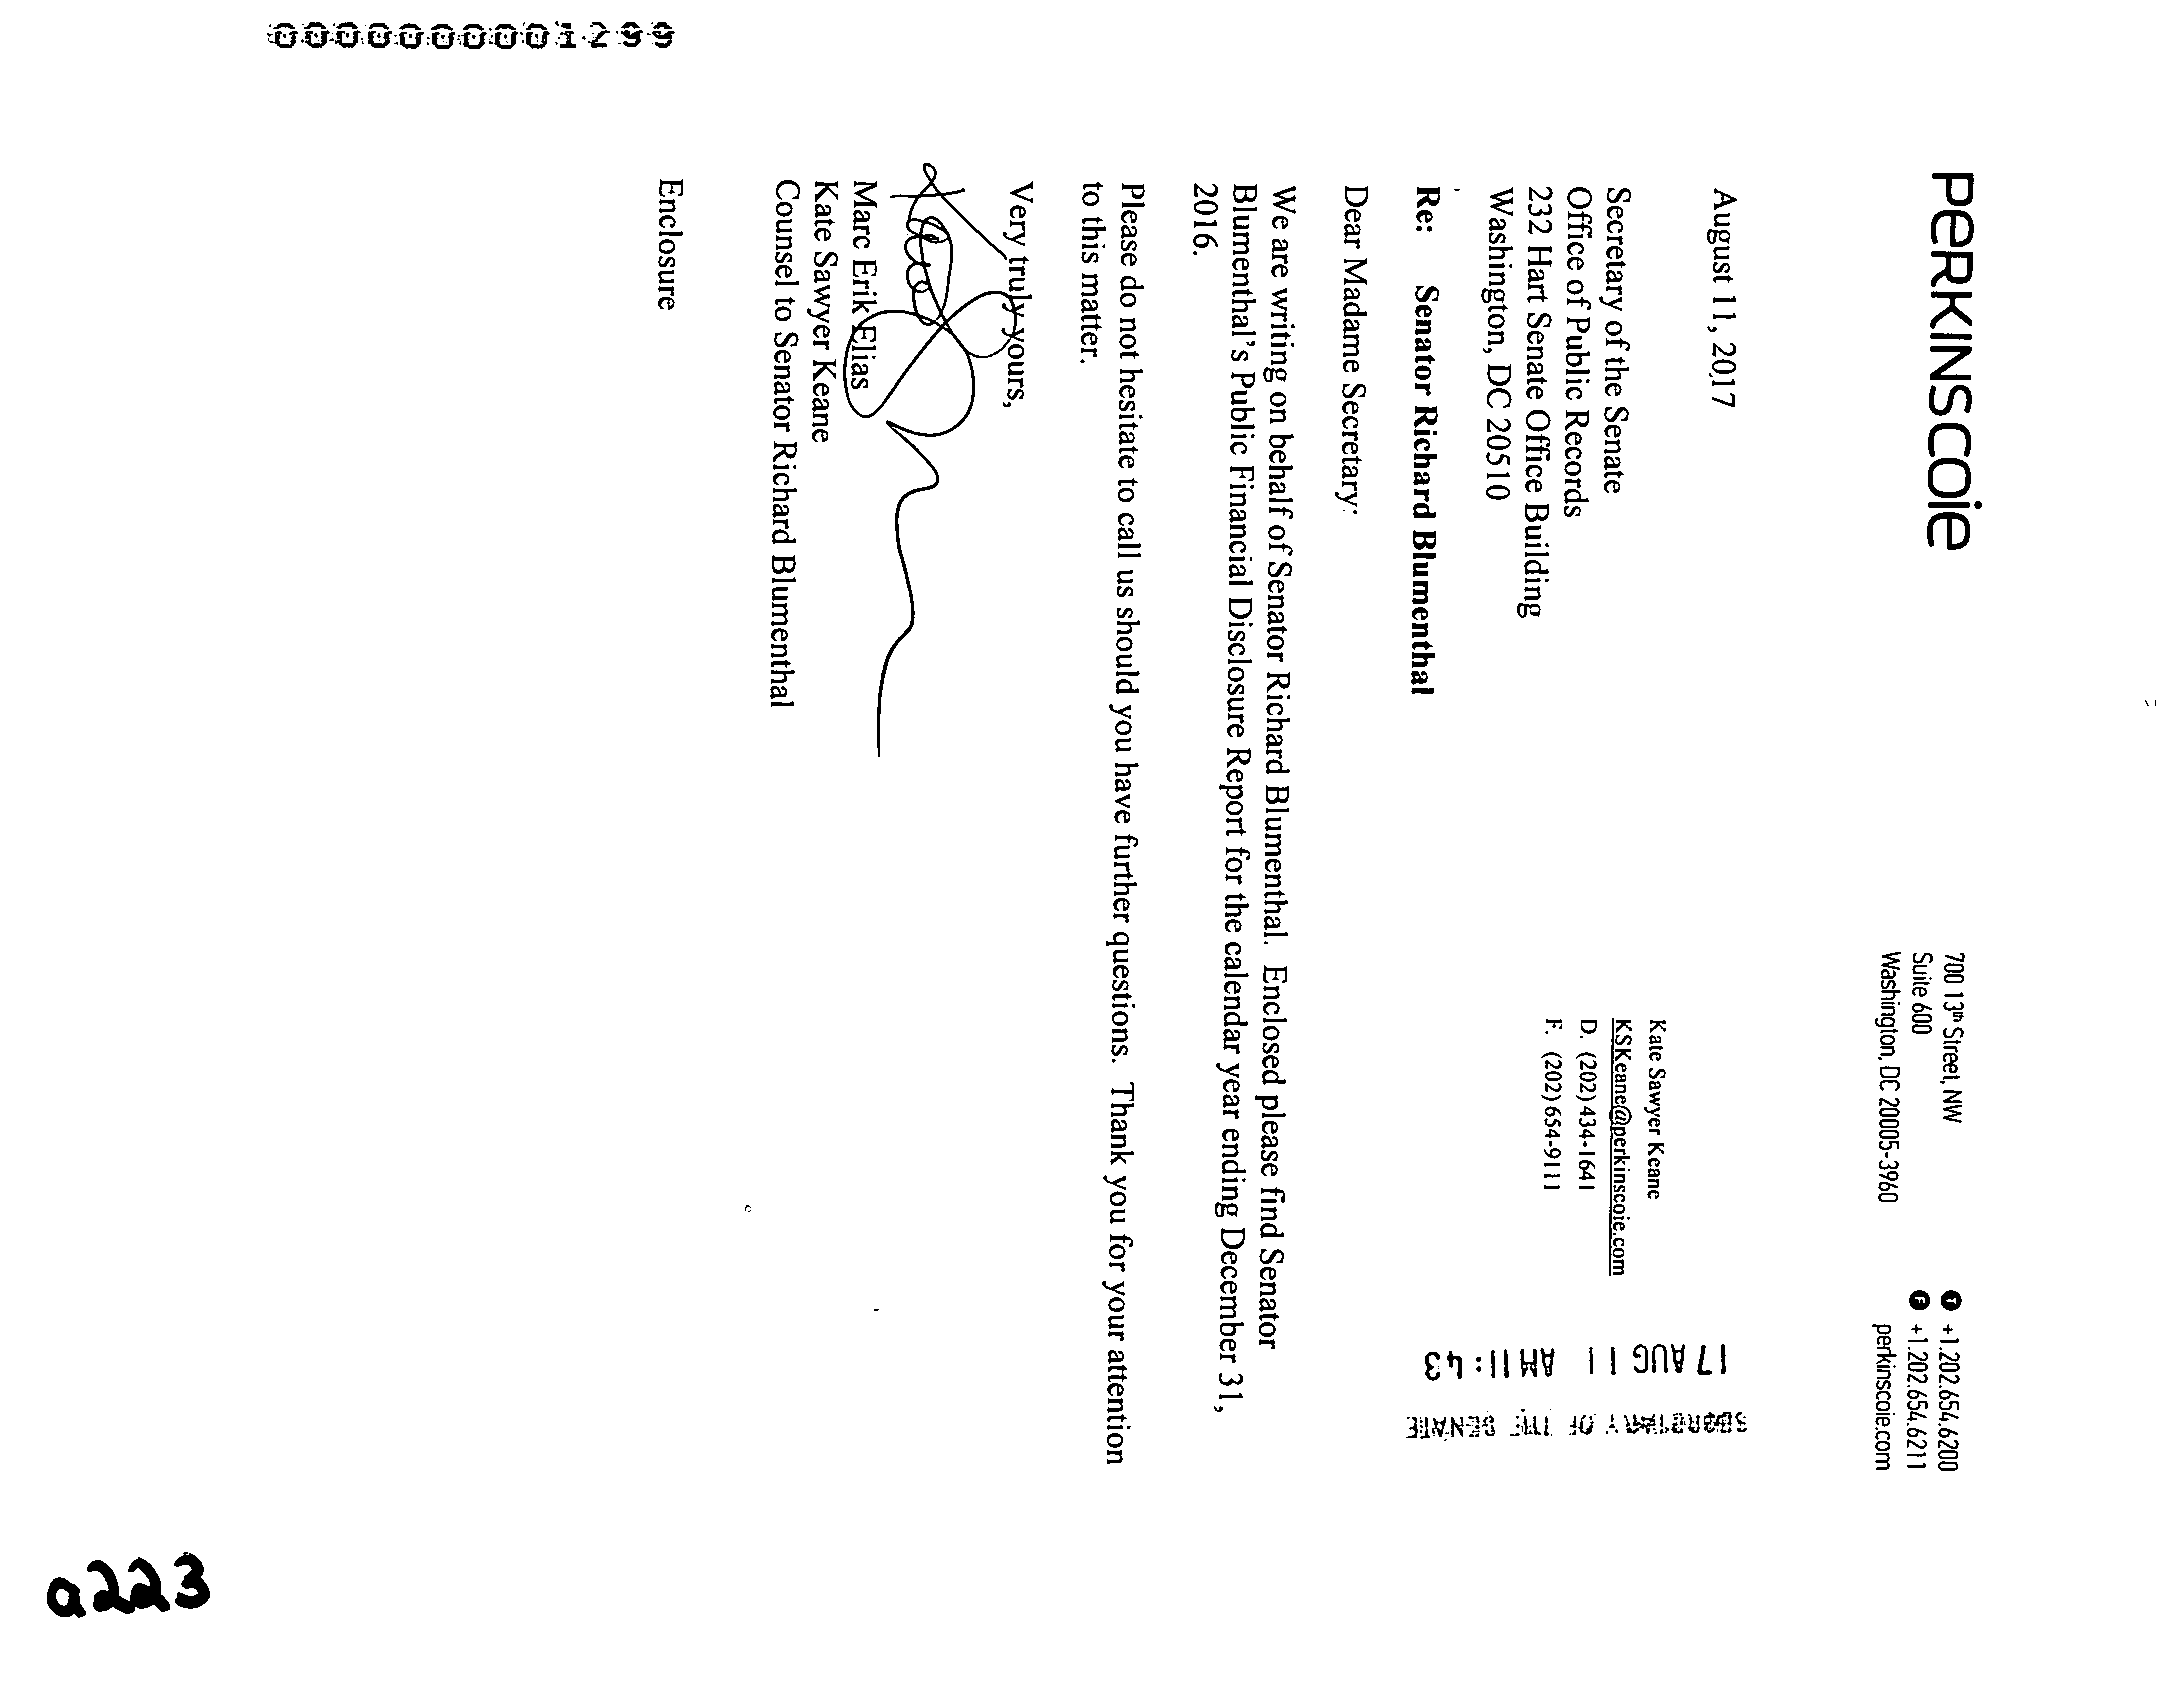 PERKINSCOIE
700 13th Street, NW
Suite 600
Washington, DC 20005-3960
T +1.202.654.6200
F +1.202.654.6211
perkinscoie.com
August 11, 2017
Kate Sawyer Keane
KSKeane@perkinscoie.com
D. (202) 434-1641
F. (202) 654-9111
SECRETARY OF THE SENATE
17 AUG 11 AM 11:43
Secretary of the Senate
Office of Public Records
232 Hart Senate Office Building
Washington, DC 20510
Re: Senator Richard Blumenthal
Dear Madame Secretary:
We are writing on behalf of Senator Richard Blumenthal. Enclosed please find Senator
Blumenthal's Public Financial Disclosure Report for the calendar year ending December 31,
2016.
Please do not hesitate to call us should you have further questions. Thank you for your attention
to this matter.
Very truly yours,
Marc Erik Elias
Kate Sawyer Keane
Counsel to Senator Richard Blumenthal
Enclosure
0000000001299
a223